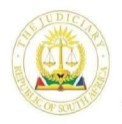 THE JUDICIARY
REPUBLIC OF SOUTH AFRICA